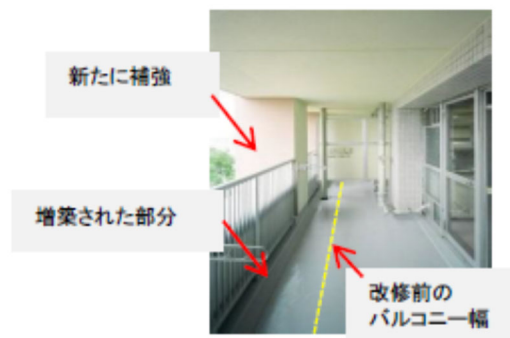 新たに補強
増築された部分
改修前の
バルコニー幅